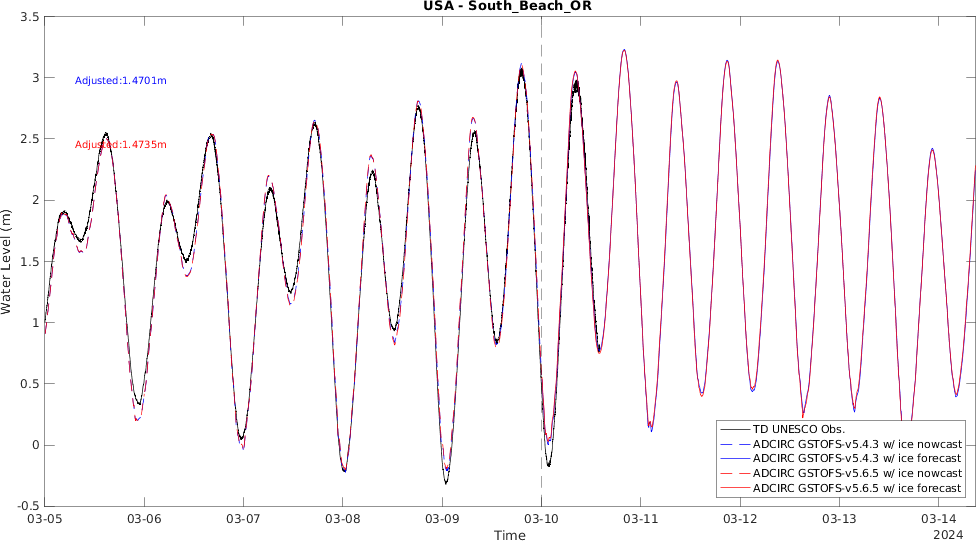 USA - South_Beach_OR
3.5
3
2.5
2
1.5
1
0.5
0
-0.5
Water Level (m)
Adjusted:1.4701m
Adjusted:1.4735m
TD UNESCO Obs.
ADCIRC GSTOFS-v5.4.3 w/ ice nowcast
ADCIRC GSTOFS-v5.4.3 w/ ice forecast
ADCIRC GSTOFS-v5.6.5 w/ ice nowcast
ADCIRC GSTOFS-v5.6.5 w/ ice forecast
03-05 03-06 03-07 03-08 03-09 03-10 03-11 03-12 03-13 03-14
Time
2024